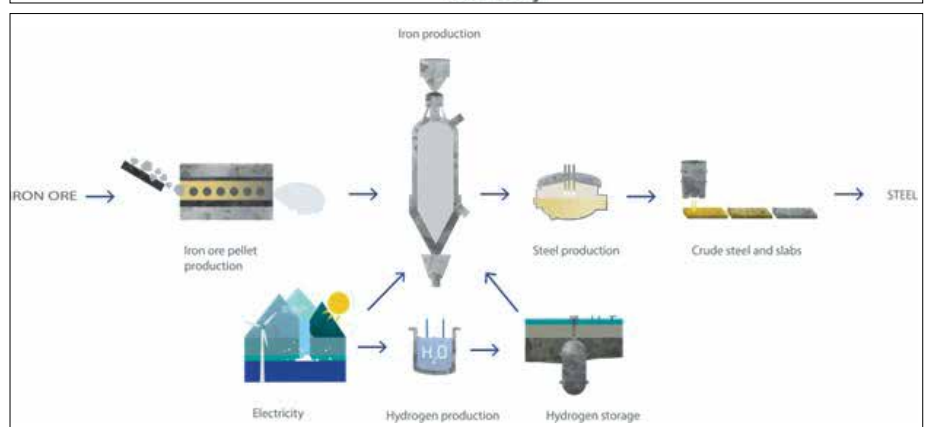 Iron production
RON ORE
STEEL
Iron ore pellet
production
Steel production
Crude steel and slabs
H₂O
Electricity
Hydrogen production
Hydrogen storage